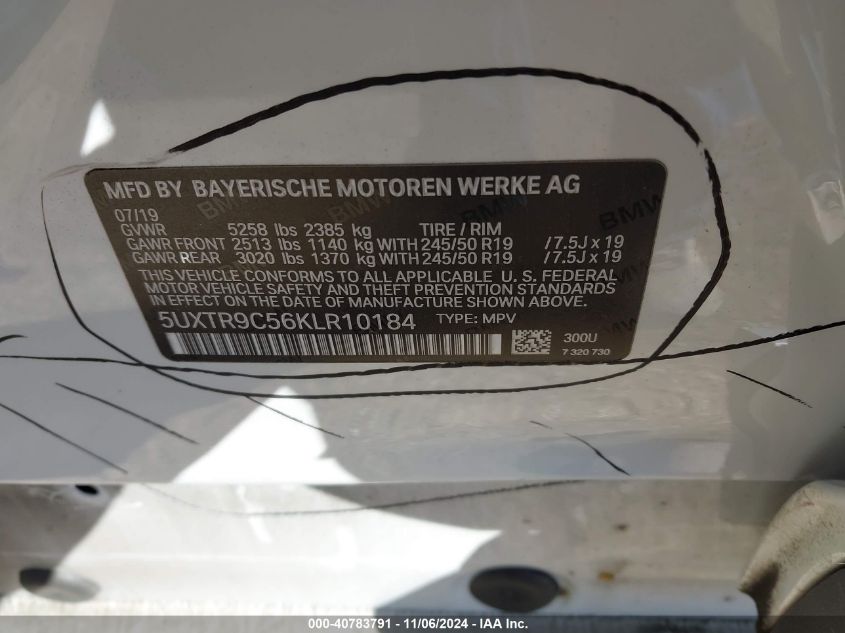 MFD BY BAYERISCHE MOTOREN WERKE AG
07/19
GVWR 5258 lbs 2385 kg TIRE / RIM
GAWR FRONT 2513 lbs 1140 kg WITH 245/50 R19 /7.5J x 19
GAWR REAR 3020 lbs 1370 kg WITH 245/50 R19 /7.5J x 19
THIS VEHICLE CONFORMS TO ALL APPLICABLE U. S. FEDERAL
MOTOR VEHICLE SAFETY AND THEFT PREVENTION STANDARDS
IN EFFECT ON THE DATE OF MANUFACTURE SHOWN ABOVE.
5UXTR9C56KLR10184 TYPE: MPV
300U
7 320 730
000-40783791 - 11/06/2024 - IAA Inc.